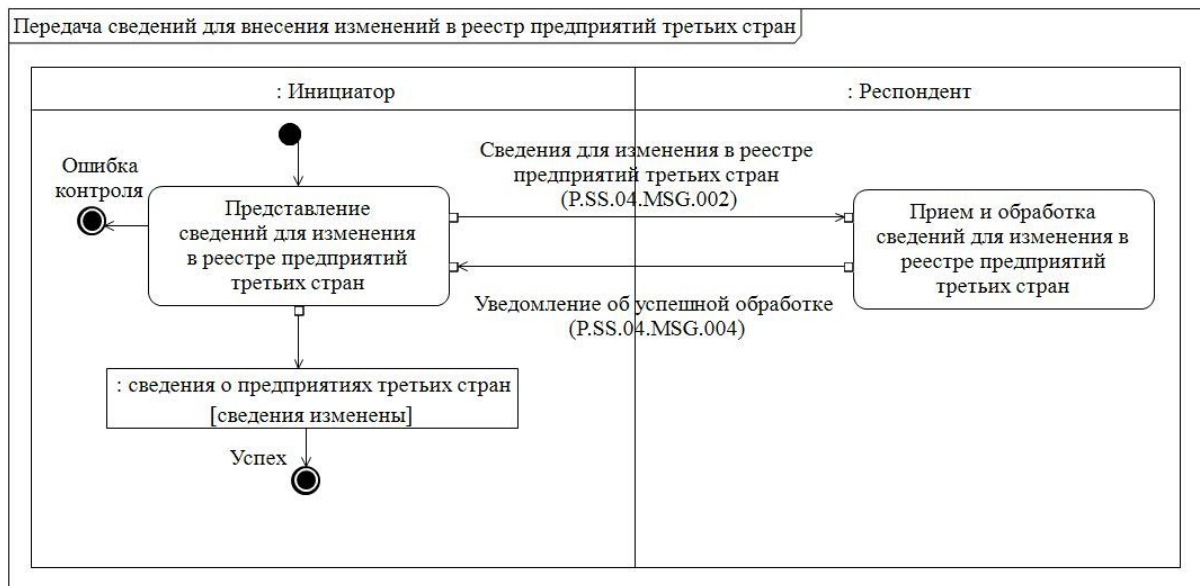 Передача сведений для внесения изменений в реестр предприятий третьих стран
: Инициатор
: Респондент
Ошибка
контроля
Представление
сведений для изменения
в реестре предприятий
третьих стран
Сведения для изменения в реестре
предприятий третьих стран
(P.SS.04.MSG.002)
Прием и обработка
сведений для изменения в
реестре предприятий
третьих стран
Уведомление об успешной обработке
(P.SS.04.MSG.004)
: сведения о предприятиях третьих стран
[сведения изменены]
Успех